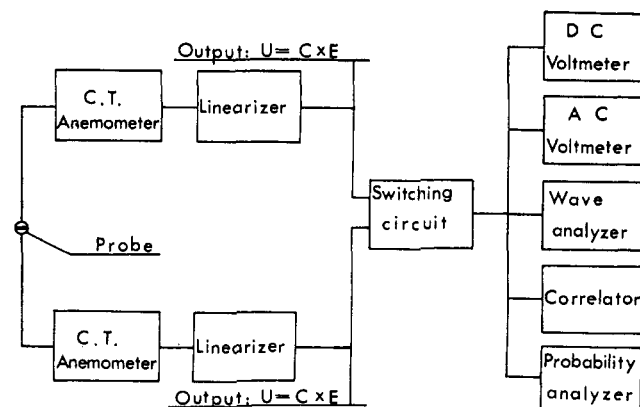 Output: U = C x E
C.T.
Anemometer
Linearizer
Probe
C.T.
Anemometer
Linearizer
Output: U = C x E
Switching
circuit
D C
Voltmeter
A C
Voltmeter
Wave
analyzer
Correlator
Probability
analyzer